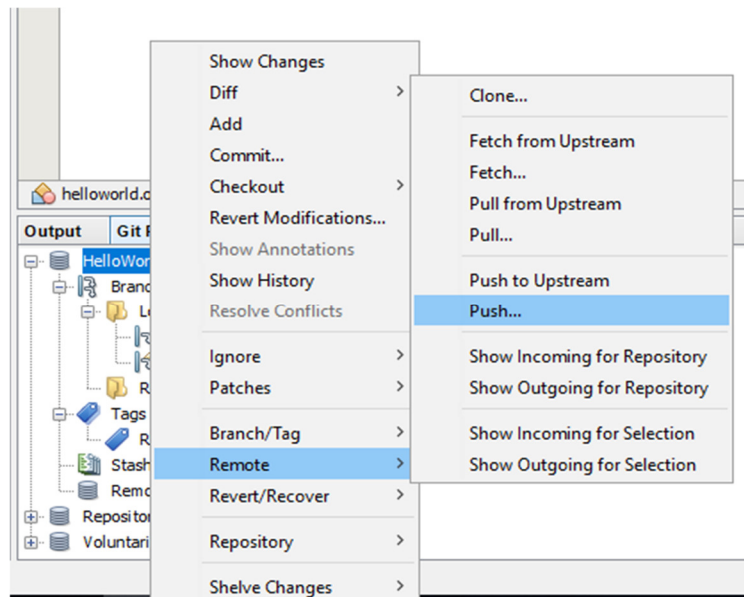 Show Changes
Diff
Add
Commit...
Checkout
Revert Modifications...
Show Annotations
Show History
Resolve Conflicts
Ignore
Patches
Branch/Tag
Remote
Revert/Recover
Repository
Shelve Changes
Clone...
Fetch from Upstream
Fetch...
Pull from Upstream
Pull...
Push to Upstream
Push...
Show Incoming for Repository
Show Outgoing for Repository
Show Incoming for Selection
Show Outgoing for Selection
helloworld.
Output Git
HelloWor
Branc
L
R
Tags
R
Stash
Remo
Repositor
Voluntari